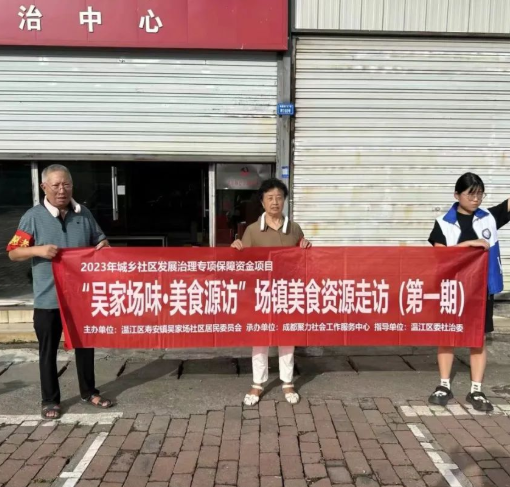 治中心
2023年城乡社区发展治理专项保障资金项目
“吴家场味·美食源访”场镇美食资源走访（第一期）
主办单位：温江区寿安镇吴家场社区居民委员会 承办单位：成都聚力社会工作服务中心 指导单位：温江区委社治委